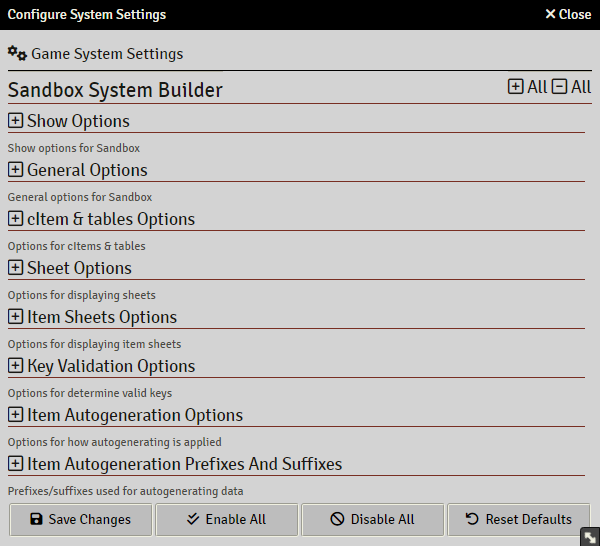 Configure System Settings
Close
Game System Settings
Sandbox System Builder
All All
Show Options
Show options for Sandbox
General Options
General options for Sandbox
cItem & tables Options
Options for cItems & tables
Sheet Options
Options for displaying sheets
Item Sheets Options
Options for displaying item sheets
Key Validation Options
Options for determine valid keys
Item Autogeneration Options
Options for how autogenerating is applied
Item Autogeneration Prefixes And Suffixes
Prefixes/suffixes used for autogenerating data
Save Changes Enable All Disable All Reset Defaults